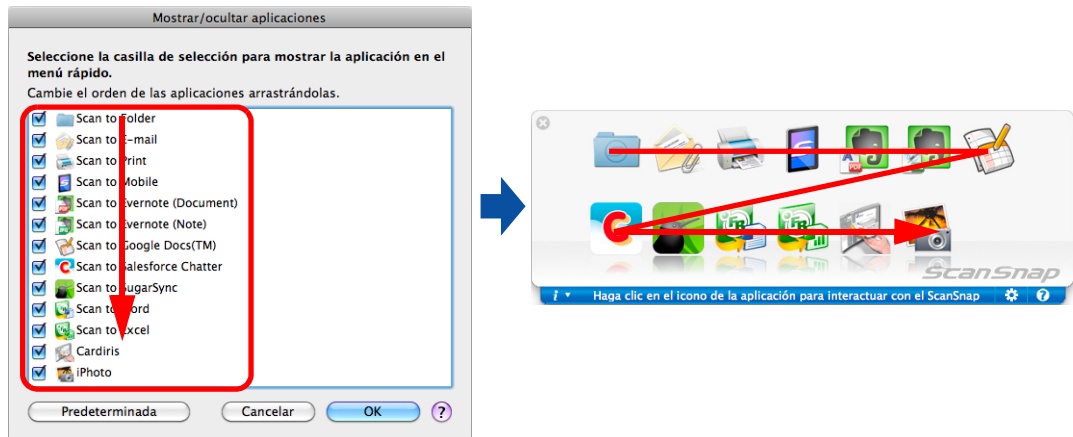 Mostrar/ocultar aplicaciones
Seleccione la casilla de selección para mostrar la aplicación en el
menú rápido.
Cambie el orden de las aplicaciones arrastrándolas.
Scan to Folder
Scan to E-mail
Scan to Print
Scan to Mobile
Scan to Evernote (Document)
Scan to Evernote (Note)
Scan to Google Docs(TM)
Scan to Salesforce Chatter
Scan to SugarSync
Scan to Word
Scan to Excel
Cardiris
iPhoto
Predeterminada
Cancelar
OK
?
ScanSnap
i
Haga clic en el icono de la aplicación para interactuar con el ScanSnap
?